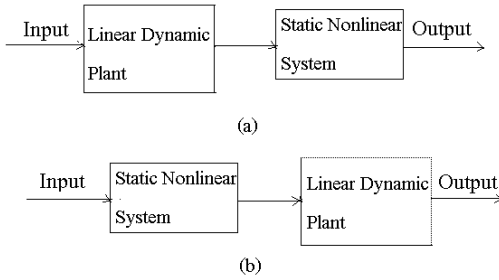 Input
Linear Dynamic
Plant
Static Nonlinear
System
Output
(a)
Input
Static Nonlinear
System
Linear Dynamic
Plant
Output
(b)